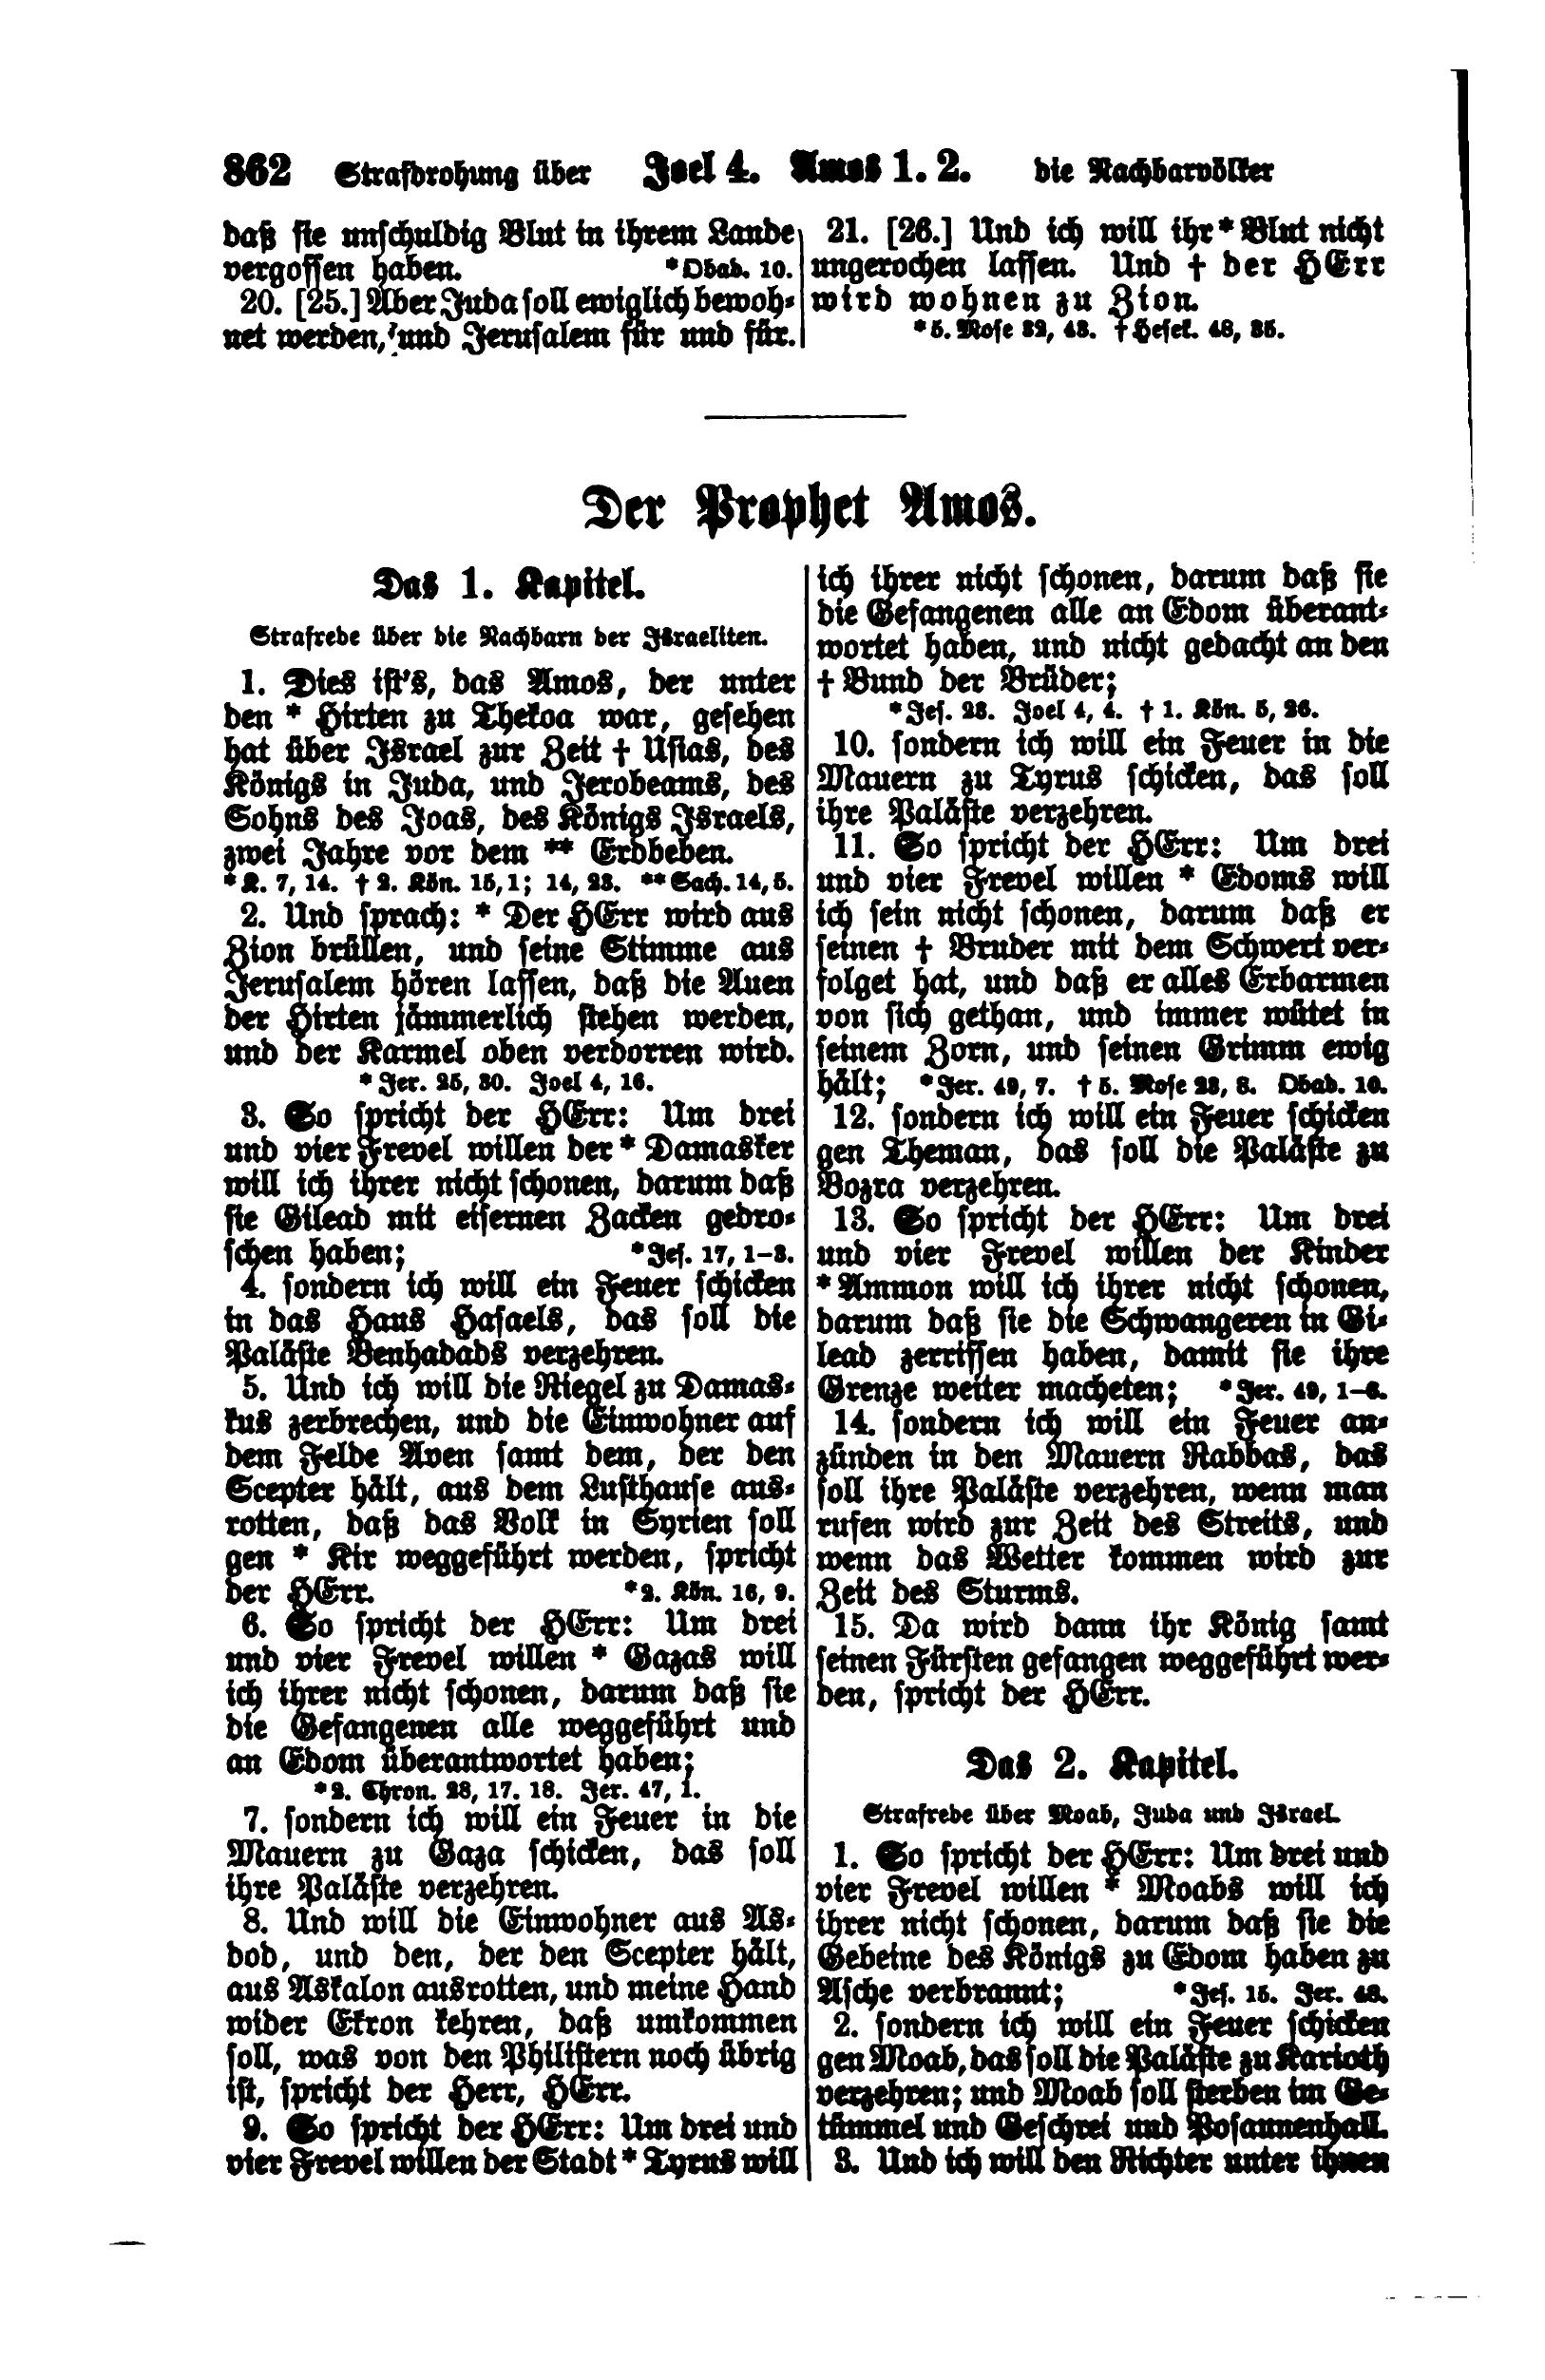 862 Strafdrohung über Joel 4. Amos 1. 2. die Nachbarvölker
daß sie unschuldig Blut in ihrem Lande
vergossen haben. *Obad. 10.
20. [25.] Aber Juda soll ewiglich bewoh-
net werden, und Jerusalem für und für.
21. [26.] Und ich will ihr * Blut nicht
ungerochen lassen. Und † der HErr
wird wohnen zu Zion.
*5. Mose 32, 43. † Hesek. 48, 35.
Der Prophet Amos.
Das 1. Kapitel.
Strafrede über die Nachbarn der Israeliten.
1. Dies ist's, das Amos, der unter
den * Hirten zu Thekoa war, gesehen
hat über Israel zur Zeit † Usias, des
Königs in Juda, und Jerobeams, des
Sohns des Joas, des Königs Israels,
zwei Jahre vor dem ** Erdbeben.
*K. 7, 14. † 2. Kön. 15, 1; 14, 23. ** Sach. 14, 5.
2. Und sprach: * Der HErr wird aus
Zion brüllen, und seine Stimme aus
Jerusalem hören lassen, daß die Auen
der Hirten jämmerlich stehen werden,
und der Karmel oben verdorren wird.
* Jer. 25, 30. Joel 4, 16.
3. So spricht der HErr: Um drei
und vier Frevel willen der * Damasker
will ich ihrer nicht schonen, darum daß
sie Gilead mit eisernen Zacken gedro-
schen haben; *Jes. 17, 1-3.
4. sondern ich will ein Feuer schicken
in das Haus Hasaels, das soll die
Paläste Benhadads verzehren.
5. Und ich will die Riegel zu Damas-
kus zerbrechen, und die Einwohner auf
dem Felde Aven samt dem, der den
Scepter hält, aus dem Lusthause aus-
rotten, daß das Volk in Syrien soll
gen * Kir weggeführt werden, spricht
der HErr. *2. Kön. 16, 9.
6. So spricht der HErr: Um drei
und vier Frevel willen * Gazas will
ich ihrer nicht schonen, darum daß sie
die Gefangenen alle weggeführt und
an Edom überantwortet haben;
*2. Chron. 28, 17. 18. Jer. 47, 1.
7. sondern ich will ein Feuer in die
Mauern zu Gaza schicken, das soll
ihre Paläste verzehren.
8. Und will die Einwohner aus As-
dod, und den, der den Scepter hält,
aus Askalon ausrotten, und meine Hand
wider Ekron kehren, daß umkommen
soll, was von den Philistern noch übrig
ist, spricht der Herr, HErr.
9. So spricht der HErr: Um drei und
vier Frevel willen der Stadt * Tyrus will
ich ihrer nicht schonen, darum daß sie
die Gefangenen alle an Edom überant-
wortet haben, und nicht gedacht an den
† Bund der Brüder;
*Jes. 23. Joel 4, 4. † 1. Kön. 5, 26.
10. sondern ich will ein Feuer in die
Mauern zu Tyrus schicken, das soll
ihre Paläste verzehren.
11. So spricht der HErr: Um drei
und vier Frevel willen * Edoms will
ich sein nicht schonen, darum daß er
seinen † Bruder mit dem Schwert ver-
folget hat, und daß er alles Erbarmen
von sich gethan, und immer wütet in
seinem Zorn, und seinen Grimm ewig
hält; *Jer. 49, 7. † 5. Mose 23, 8. Obad. 10.
12. sondern ich will ein Feuer schicken
gen Theman, das soll die Paläste zu
Bozra verzehren.
13. So spricht der HErr: Um drei
und vier Frevel willen der Kinder
* Ammon will ich ihrer nicht schonen,
darum daß sie die Schwangeren in Gi-
lead zerrissen haben, damit sie ihre
Grenze weiter macheten; *Jer. 49, 1-6.
14. sondern ich will ein Feuer an-
zünden in den Mauern Rabbas, das
soll ihre Paläste verzehren, wenn man
rufen wird zur Zeit des Streits, und
wenn das Wetter kommen wird zur
Zeit des Sturms.
15. Da wird dann ihr König samt
seinen Fürsten gefangen weggeführt wer-
den, spricht der HErr.
Das 2. Kapitel.
Strafrede über Moab, Juda und Israel.
1. So spricht der HErr: Um drei und
vier Frevel willen * Moabs will ich
ihrer nicht schonen, darum daß sie die
Gebeine des Königs zu Edom haben zu
Asche verbrannt; *Jes. 15. Jer. 48.
2. sondern ich will ein Feuer schicken
gen Moab, das soll die Paläste zu Karioth
verzehren; und Moab soll sterben im Ge-
tümmel und Geschrei und Posaunenhall.
3. Und ich will den Richter unter ihnen